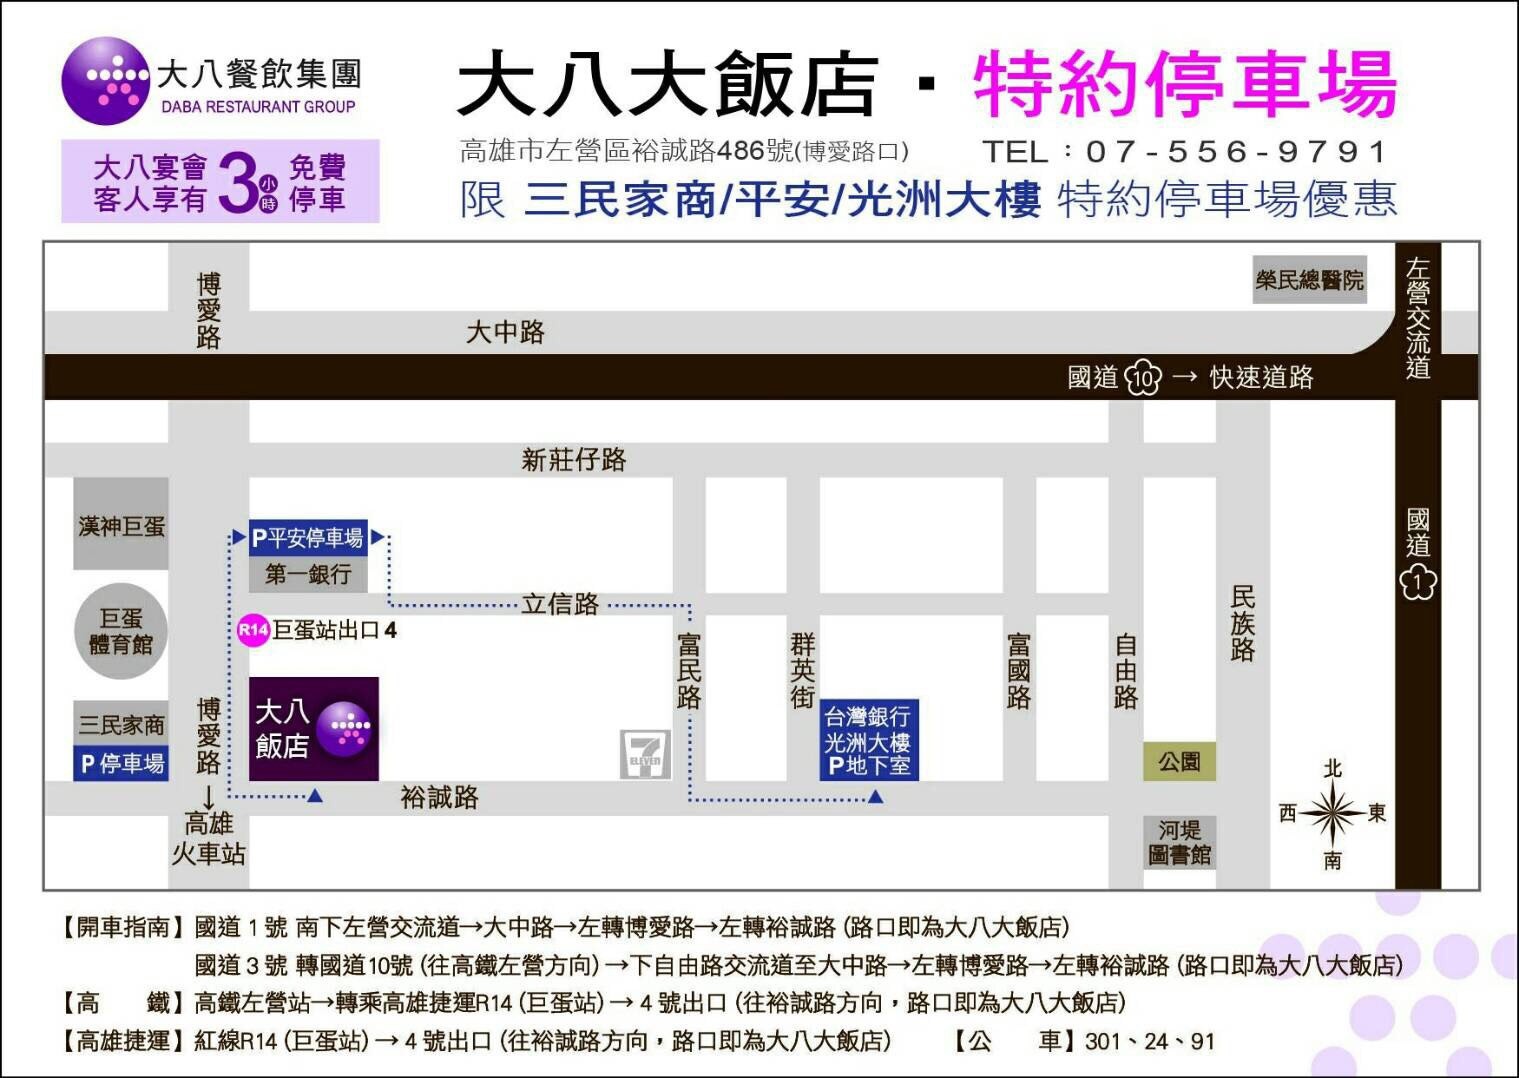 大八餐飲集團
DABA RESTAURANT GROUP
大八大飯店・特約停車場
大八宴會
客人享有
3小時
免費
停車
高雄市左營區裕誠路486號(博愛路口)
TEL：07-556-9791
限 三民家商/平安/光洲大樓 特約停車場優惠
博愛路
大中路
榮民總醫院
左營交流道
國道10→快速道路
新莊仔路
漢神巨蛋
P平安停車場
第一銀行
國道1
立信路
巨蛋
體育館
R14
巨蛋站出口4
富民路
群英街
富國路
自由路
民族路
三民家商
P 停車場
博愛路
↓
高雄
火車站
大八
飯店
7
ELEVEN
台灣銀行
光洲大樓
P地下室
裕誠路
公園
河堤
圖書館
北
西
東
南
【開車指南】國道 1 號 南下左營交流道→大中路→左轉博愛路→左轉裕誠路 (路口即為大八大飯店)
國道 3 號 轉國道10號 (往高鐵左營方向)→下自由路交流道至大中路→左轉博愛路→左轉裕誠路 (路口即為大八大飯店)
【高　　鐵】高鐵左營站→轉乘高雄捷運R14 (巨蛋站)→ 4 號出口 (往裕誠路方向，路口即為大八大飯店)
【高雄捷運】紅線R14 (巨蛋站)→ 4 號出口 (往裕誠路方向，路口即為大八大飯店)　【公　　車】301、24、91